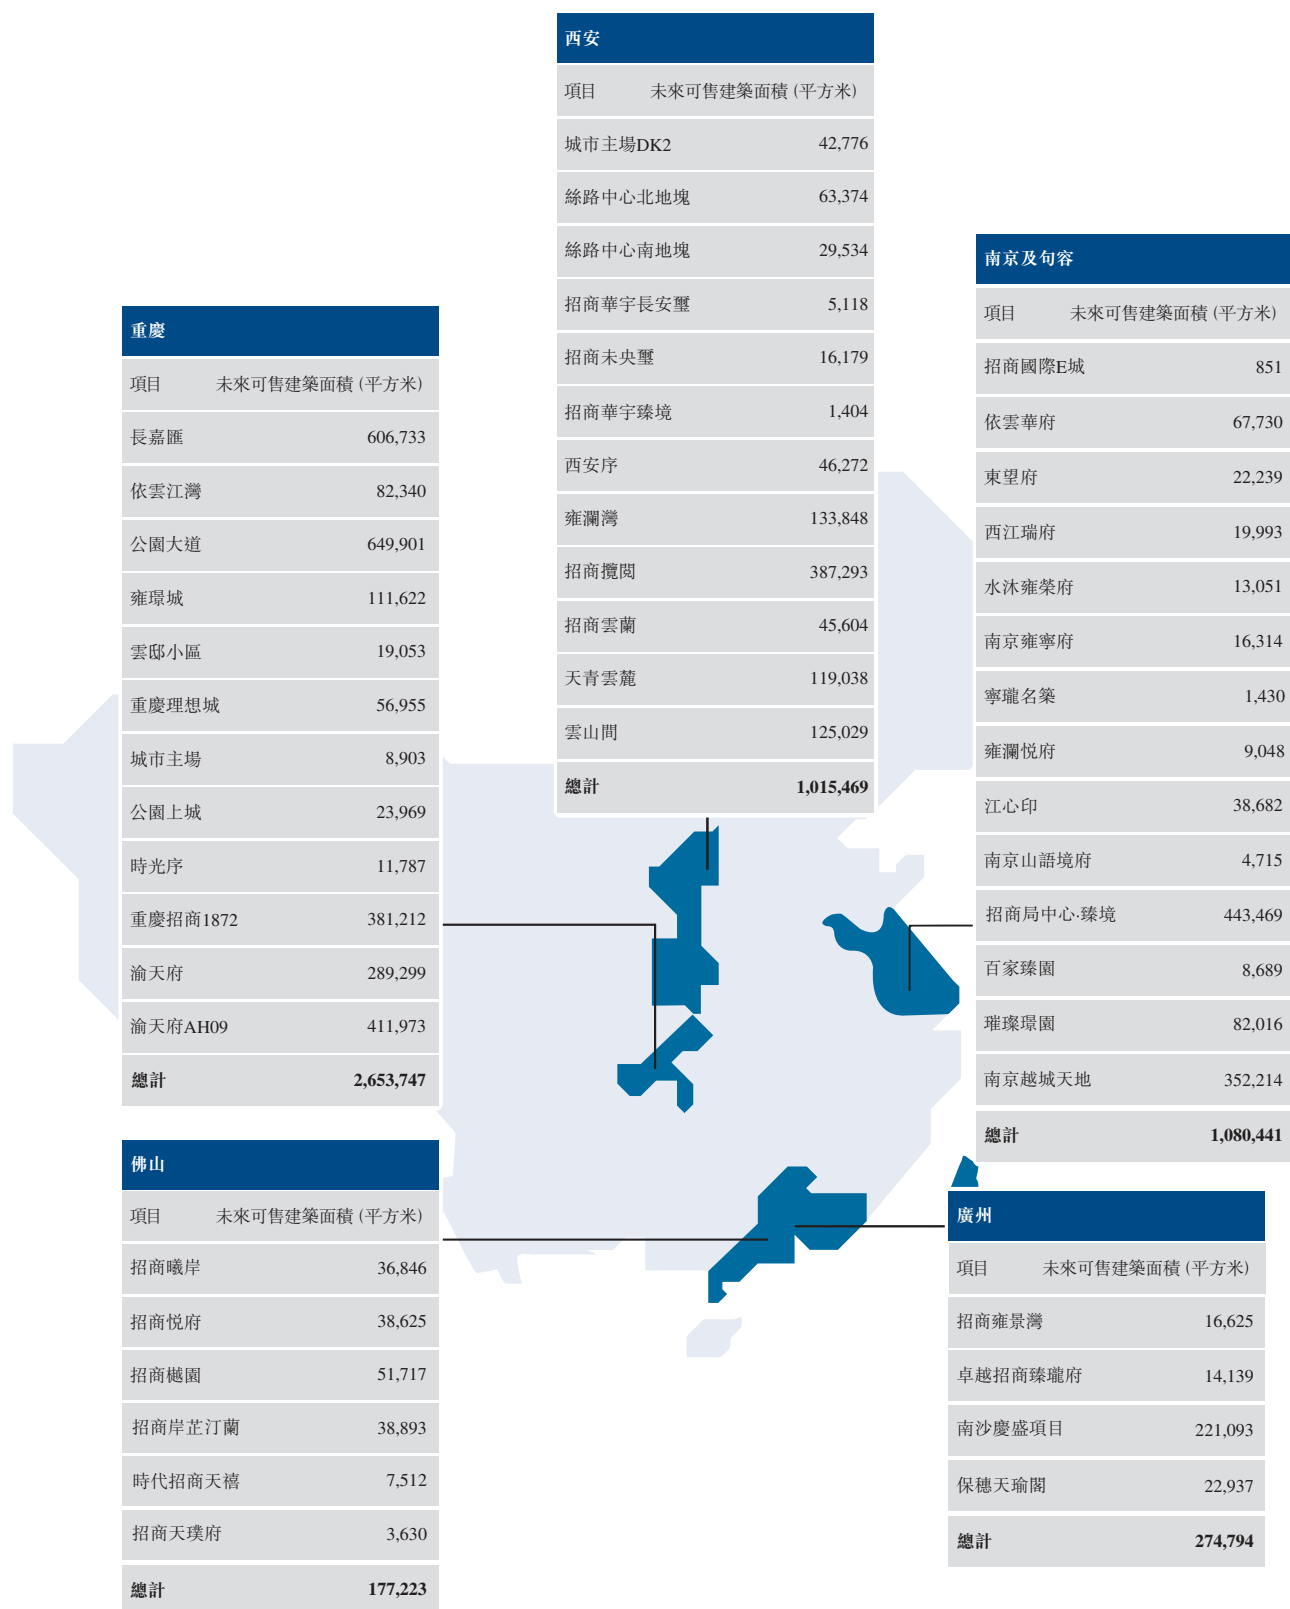 西安
項目 未來可售建築面積 (平方米)
城市主場DK2 42,776
絲路中心北地塊 63,374
絲路中心南地塊 29,534
招商華宇長安璽 5,118
招商未央璽 16,179
招商華宇臻境 1,404
西安序 46,272
雍瀾灣 133,848
招商攬閲 387,293
招商雲蘭 45,604
天青雲麓 119,038
雲山間 125,029
總計 1,015,469
南京及句容
項目 未來可售建築面積 (平方米)
招商國際E城 851
依雲華府 67,730
東望府 22,239
西江瑞府 19,993
水沐雍榮府 13,051
南京雍寧府 16,314
寧瓏名築 1,430
雍瀾悦府 9,048
江心印 38,682
南京山語境府 4,715
招商局中心·臻境 443,469
百家臻園 8,689
璀璨璟園 82,016
南京越城天地 352,214
總計 1,080,441
重慶
項目 未來可售建築面積 (平方米)
長嘉匯 606,733
依雲江灣 82,340
公園大道 649,901
雍璟城 111,622
雲邸小區 19,053
重慶理想城 56,955
城市主場 8,903
公園上城 23,969
時光序 11,787
重慶招商1872 381,212
渝天府 289,299
渝天府AH09 411,973
總計 2,653,747
佛山
項目 未來可售建築面積 (平方米)
招商曦岸 36,846
招商悦府 38,625
招商樾園 51,717
招商岸芷汀蘭 38,893
時代招商天禧 7,512
招商天璞府 3,630
總計 177,223
廣州
項目 未來可售建築面積 (平方米)
招商雍景灣 16,625
卓越招商臻瓏府 14,139
南沙慶盛項目 221,093
保穗天瑜閣 22,937
總計 274,794